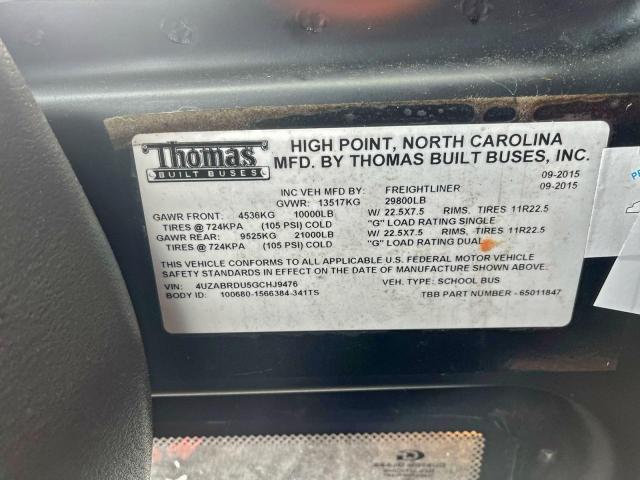 Thomas
BUILT BUSES
HIGH POINT, NORTH CAROLINA
MFD. BY THOMAS BUILT BUSES, INC.
09-2015
INC VEH MFD BY: FREIGHTLINER 09-2015
GVWR: 13517KG 29800LB
GAWR FRONT: 4536KG 10000LB W/ 22.5X7.5 RIMS. TIRES 11R22.5
TIRES @ 724KPA (105 PSI) COLD "G" LOAD RATING SINGLE
GAWR REAR: 9525KG 21000LB W/ 22.5X7.5 RIMS. TIRES 11R22.5
TIRES @ 724KPA (105 PSI) COLD "G" LOAD RATING DUAL
THIS VEHICLE CONFORMS TO ALL APPLICABLE U.S. FEDERAL MOTOR VEHICLE
SAFETY STANDARDS IN EFFECT ON THE DATE OF MANUFACTURE SHOWN ABOVE.
VIN: 4UZABRDU5GCHJ9476 VEH. TYPE: SCHOOL BUS
BODY ID: 100680-1566384-341TS TBB PART NUMBER - 65011847